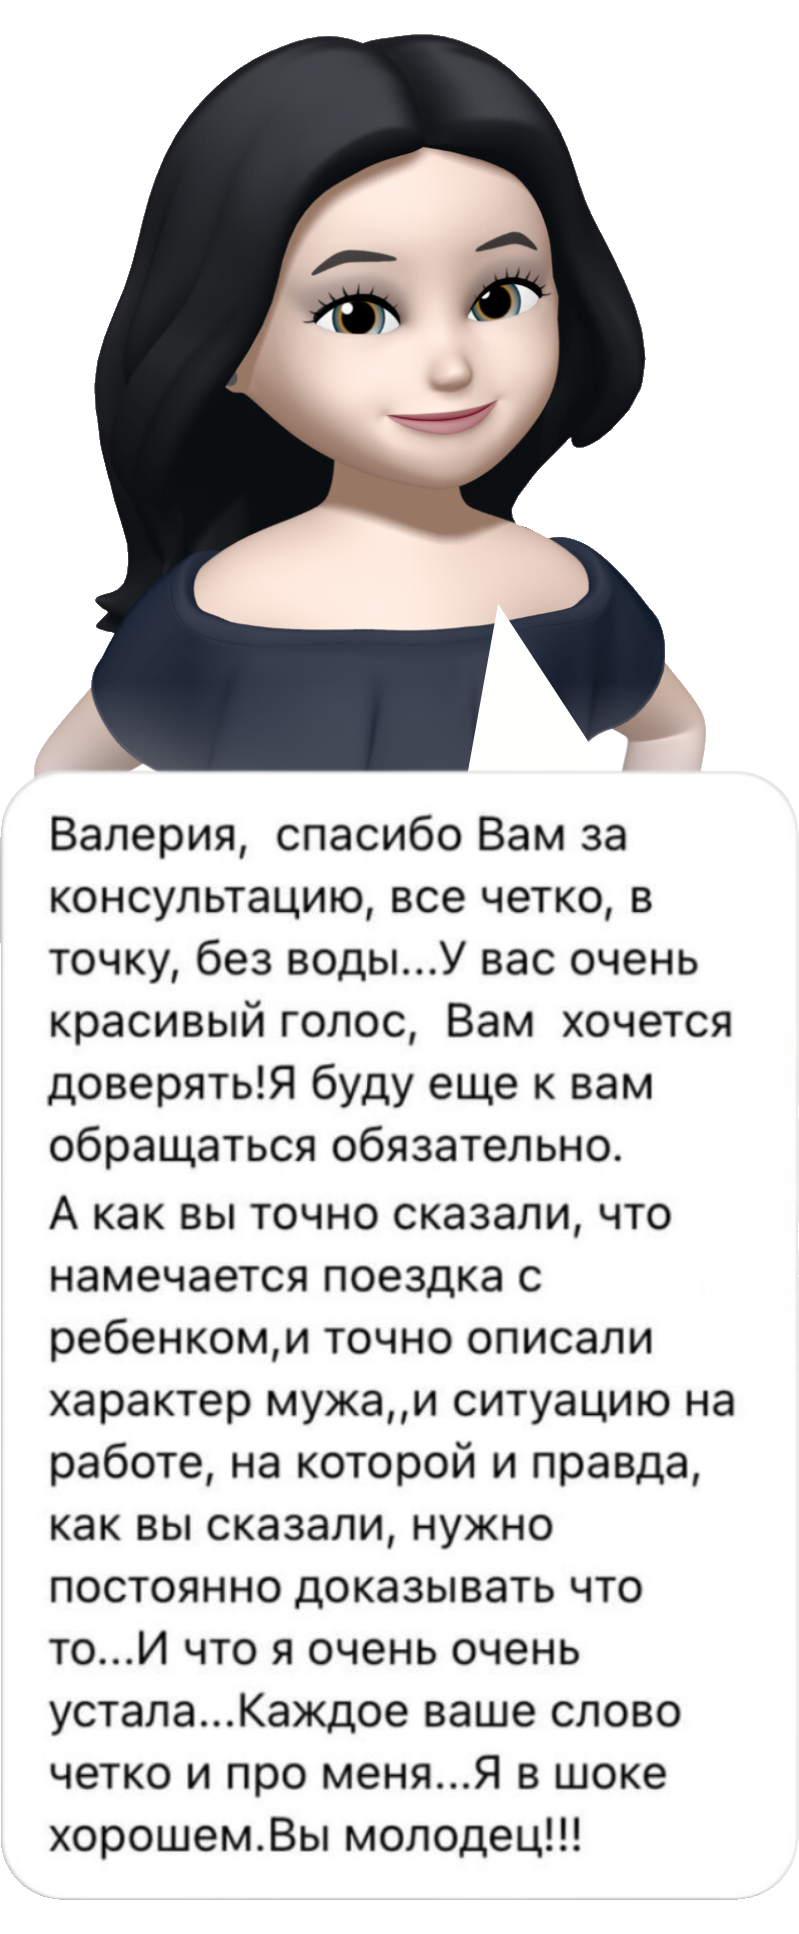 Валерия,  спасибо Вам за
консультацию, все четко, в
точку, без воды...У вас очень
красивый голос,  Вам  хочется
доверять!Я буду еще к вам
обращаться обязательно.
А как вы точно сказали, что
намечается поездка с
ребенком,и точно описали
характер мужа,,и ситуацию на
работе, на которой и правда,
как вы сказали, нужно
постоянно доказывать что
то...И что я очень очень
устала...Каждое ваше слово
четко и про меня...Я в шоке
хорошем.Вы молодец!!!